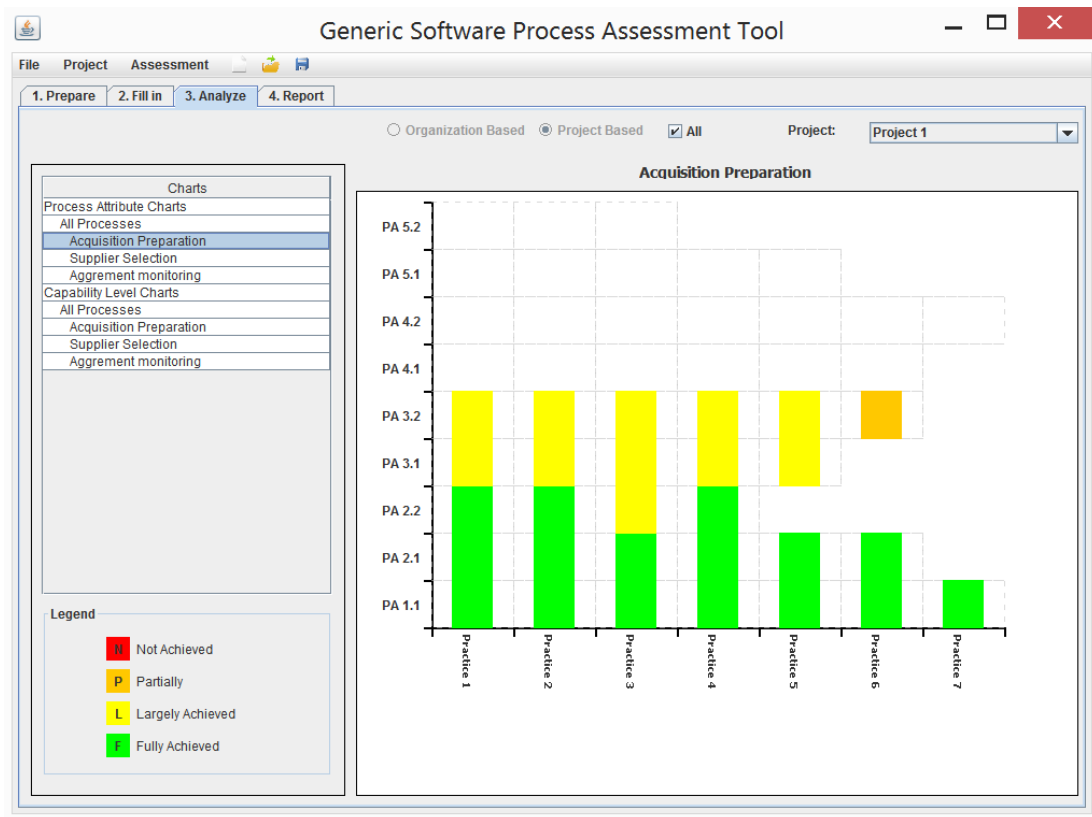 Generic Software Process Assessment Tool
File Project Assessment
1. Prepare 2. Fill in 3. Analyze 4. Report
Organization Based Project Based All Project: Project 1
Charts
Process Attribute Charts
All Processes
Acquisition Preparation
Supplier Selection
Aggrement monitoring
Capability Level Charts
All Processes
Acquisition Preparation
Supplier Selection
Aggrement monitoring
Legend
N Not Achieved
P Partially
L Largely Achieved
F Fully Achieved
Acquisition Preparation
PA 5.2
PA 5.1
PA 4.2
PA 4.1
PA 3.2
PA 3.1
PA 2.2
PA 2.1
PA 1.1
Practice 1
Practice 2
Practice 3
Practice 4
Practice 5
Practice 6
Practice 7